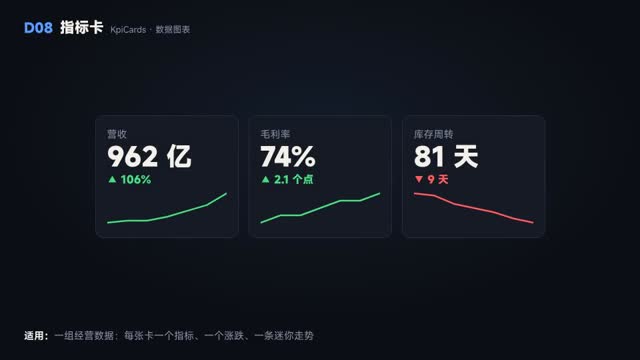 D08 指标卡 KpiCards · 数据图表
营收
962 亿
▲ 106%
毛利率
74%
▲ 2.1 个点
库存周转
81 天
▼ 9 天
适用：一组经营数据：每张卡一个指标、一个涨跌、一条迷你走势